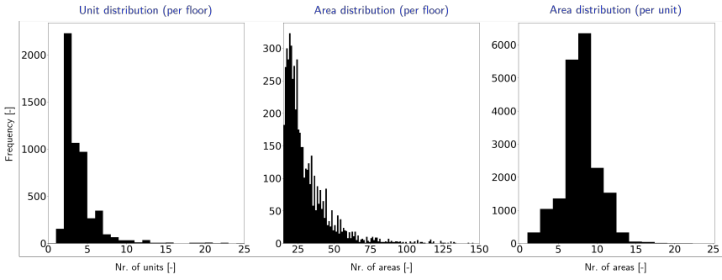 Unit distribution (per floor)
Area distribution (per floor)
Area distribution (per unit)
Frequency [-]
2000
1500
1000
500
0
0 5 10 15 20 25
Nr. of units [-]
300
250
200
150
100
50
0
25 50 75 100 125 150
Nr. of areas [-]
6000
5000
4000
3000
2000
1000
0
0 5 10 15 20 25
Nr. of areas [-]